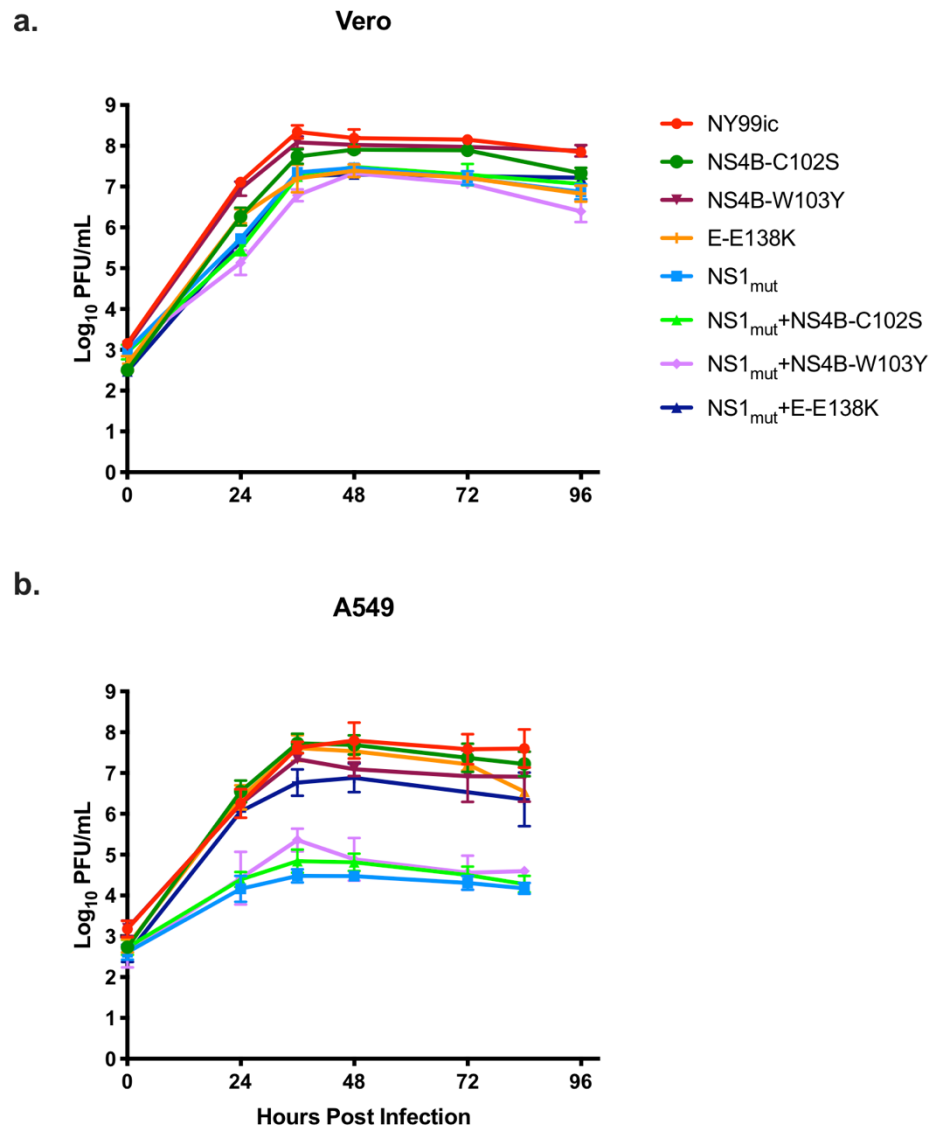 a.
Vero
Log10 PFU/mL
9
8
7
6
5
4
3
2
1
0
0 24 48 72 96
NY99ic
NS4B-C102S
NS4B-W103Y
E-E138K
NS1mut
NS1mut+NS4B-C102S
NS1mut+NS4B-W103Y
NS1mut+E-E138K
b.
A549
Log10 PFU/mL
9
8
7
6
5
4
3
2
1
0
0 24 48 72 96
Hours Post Infection